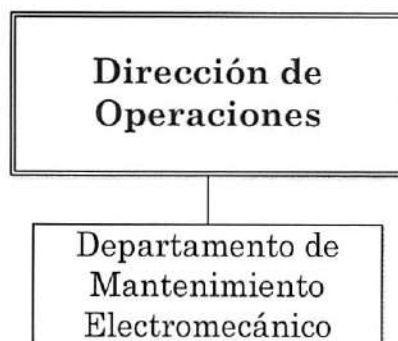 Dirección de
Operaciones
Departamento de
Mantenimiento
Electromecánico